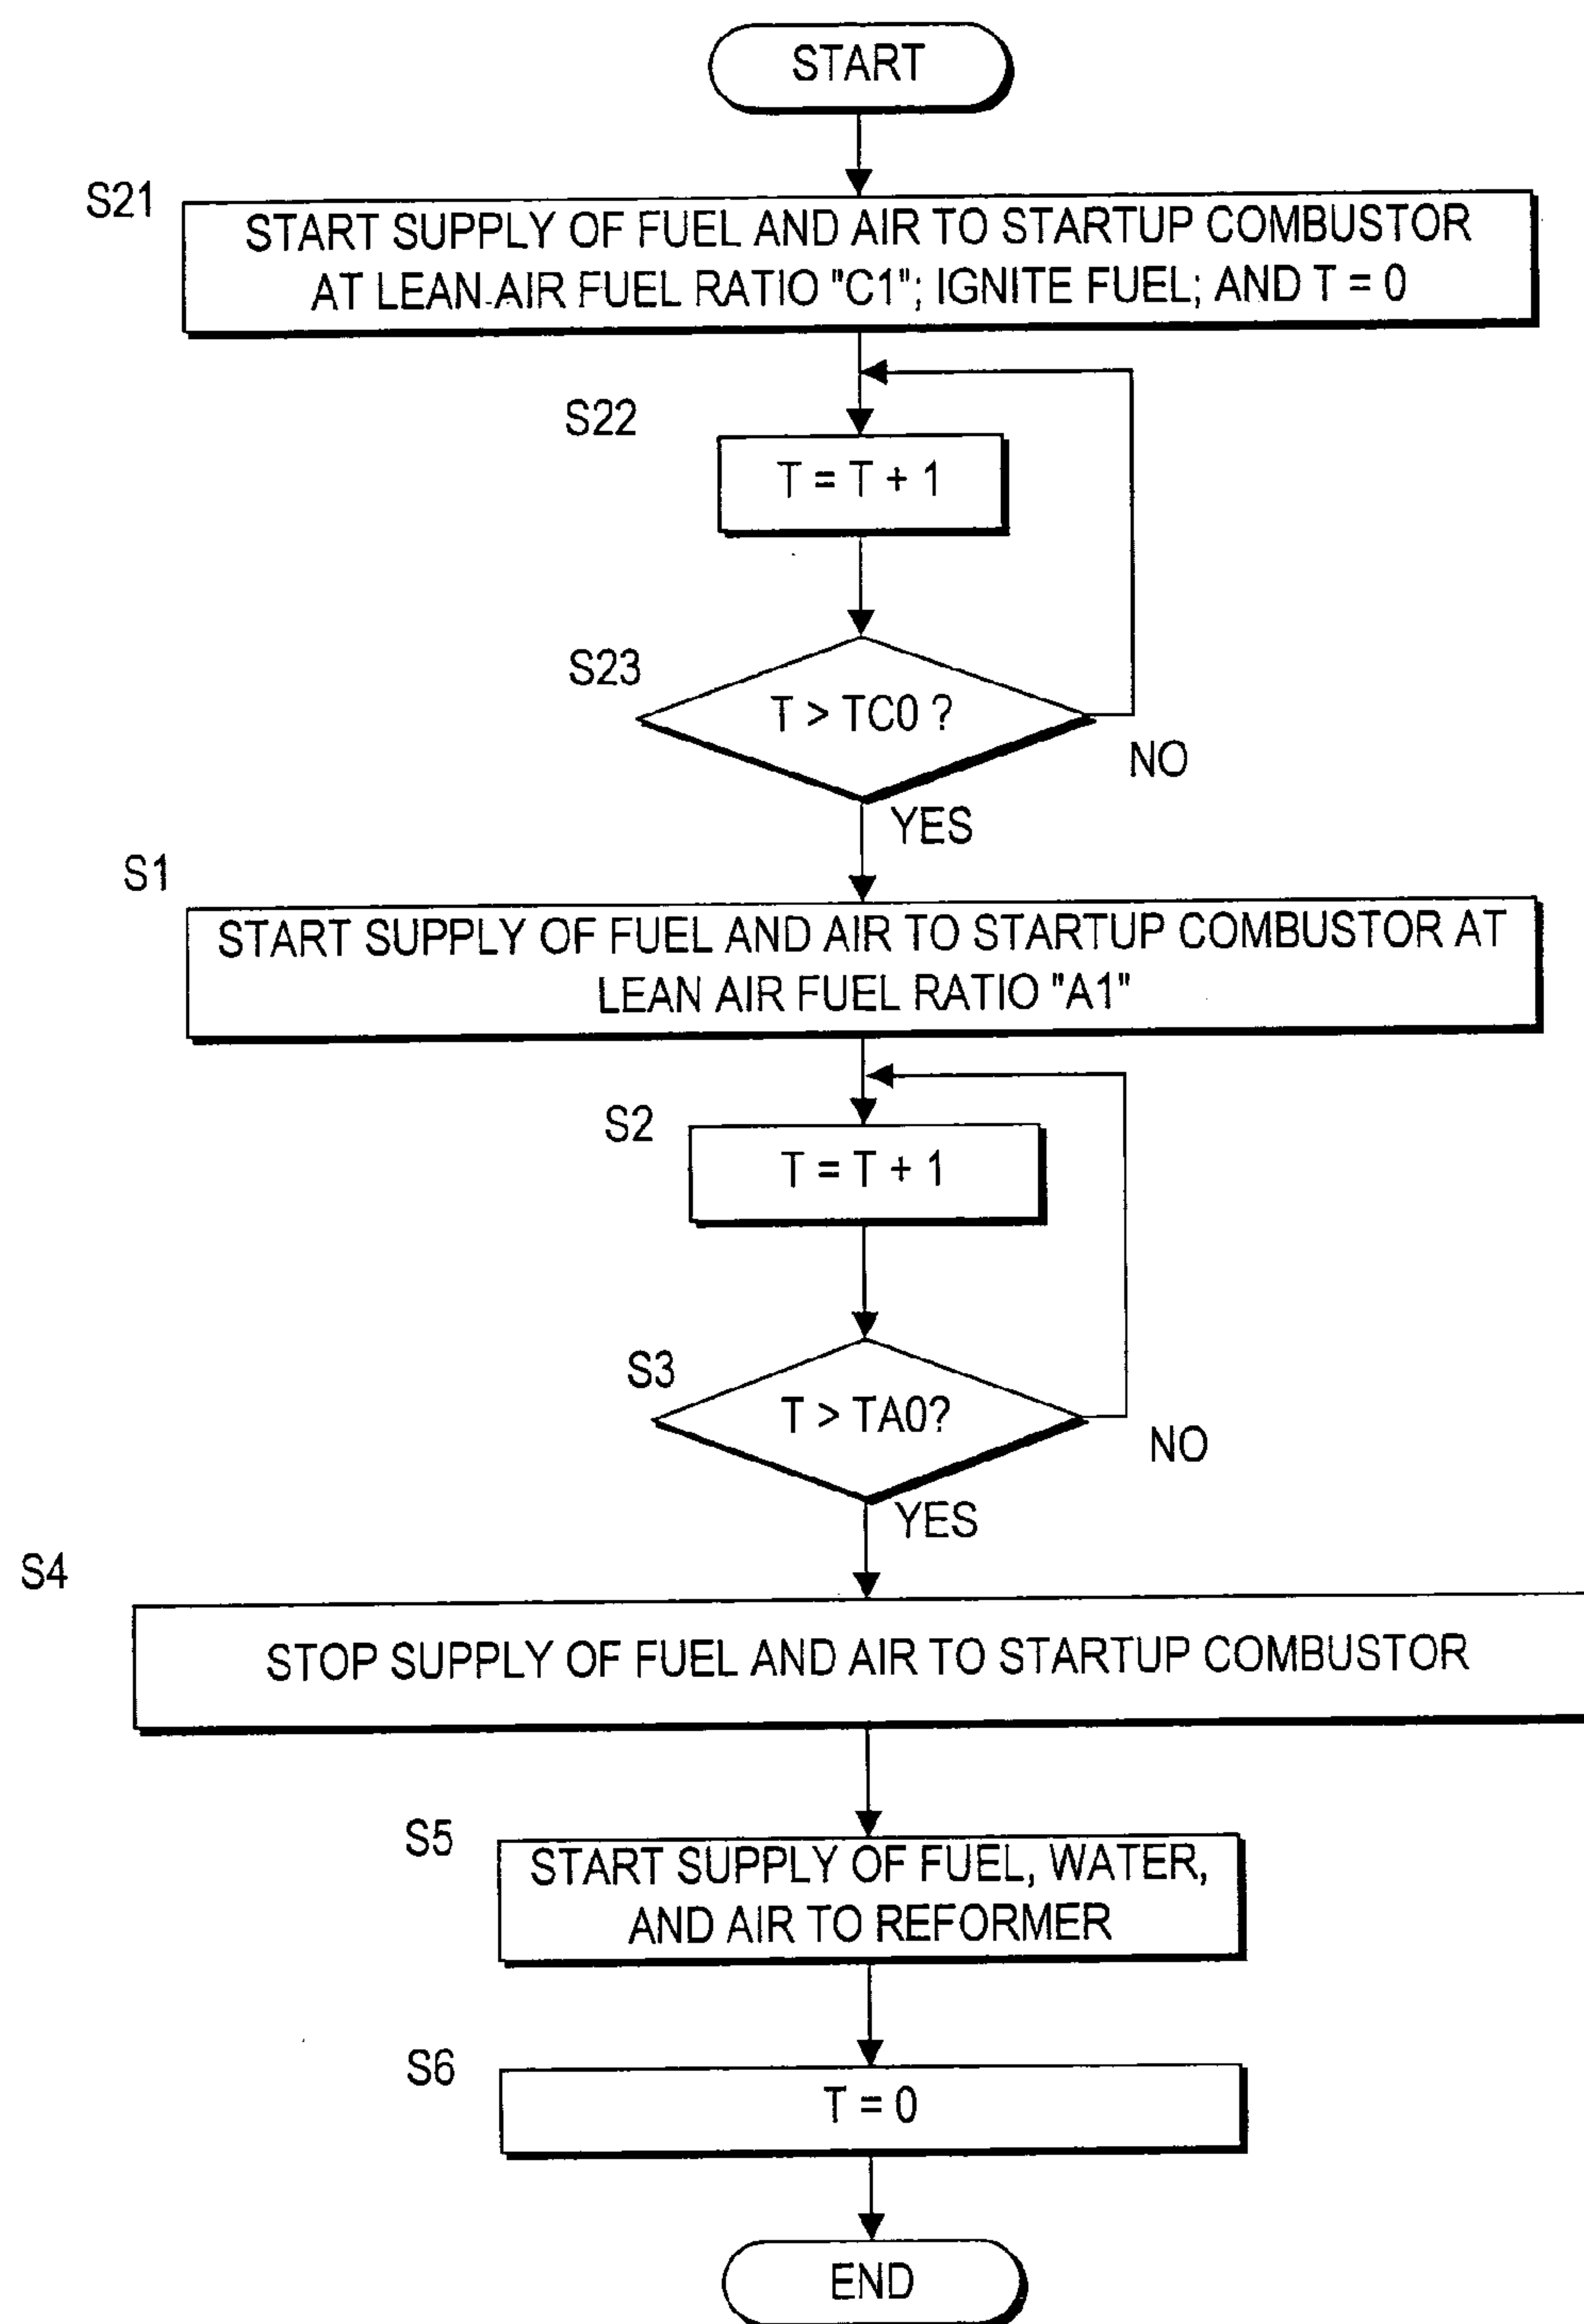 START
S21
START SUPPLY OF FUEL AND AIR TO STARTUP COMBUSTOR
AT LEAN-AIR FUEL RATIO "C1"; IGNITE FUEL; AND T = 0
S22
T = T + 1
S23
T > TC0 ?
NO
YES
S1
START SUPPLY OF FUEL AND AIR TO STARTUP COMBUSTOR AT
LEAN AIR FUEL RATIO "A1"
S2
T = T + 1
S3
T > TA0?
NO
YES
S4
STOP SUPPLY OF FUEL AND AIR TO STARTUP COMBUSTOR
S5
START SUPPLY OF FUEL, WATER,
AND AIR TO REFORMER
S6
T = 0
END